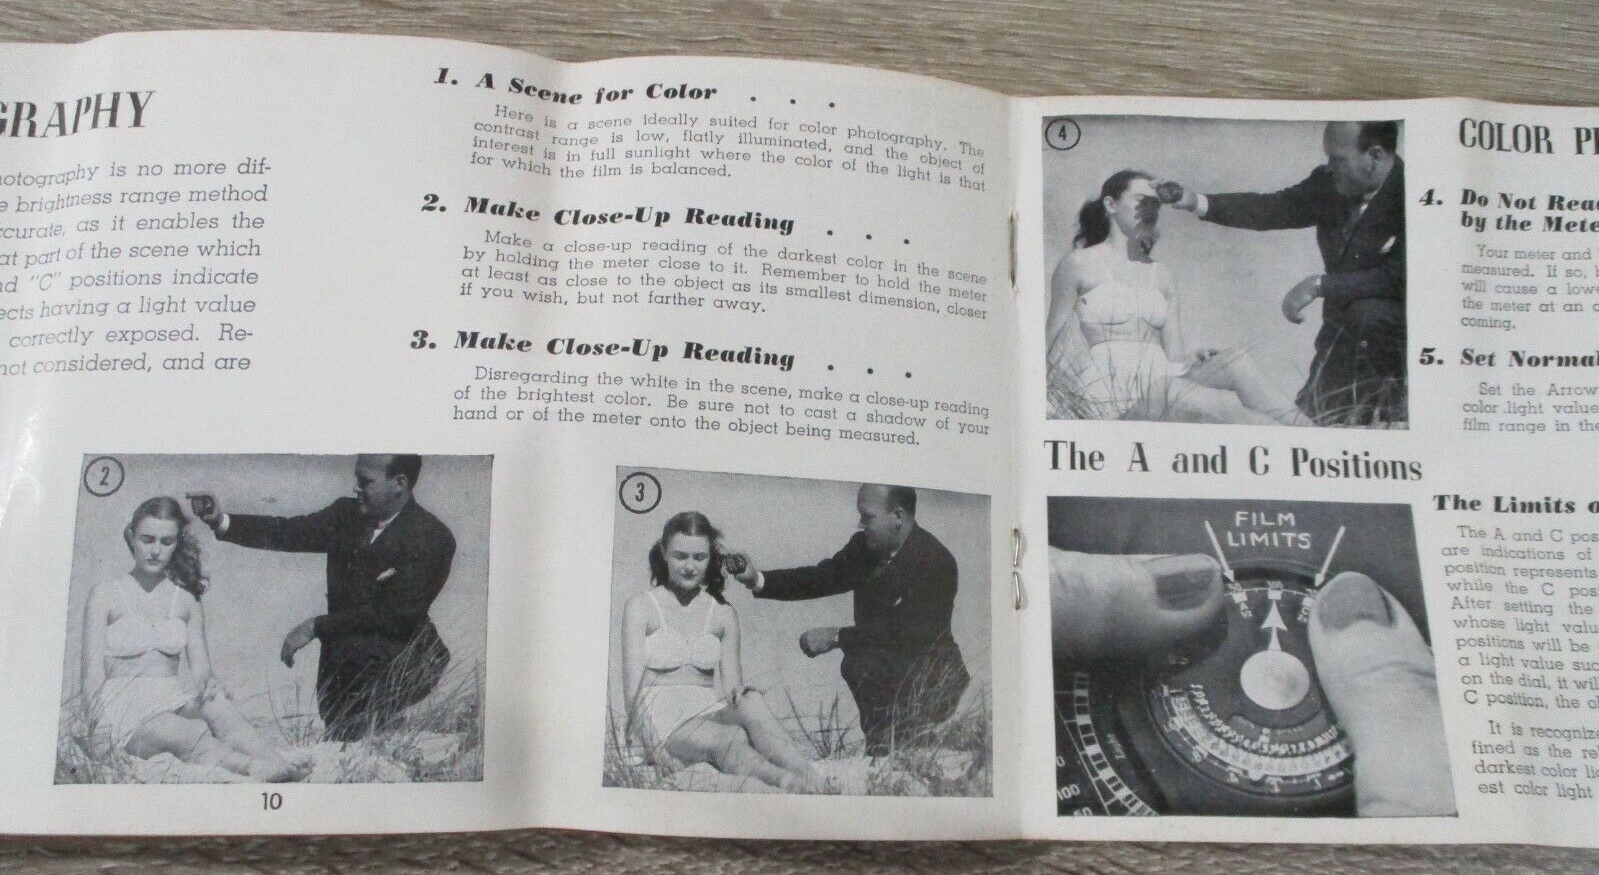 GRAPHY
photography is no more dif-
brightness range method
accurate, as it enables the
at part of the scene which
"C" positions indicate
having a light value
correctly exposed. Re-
not considered, and are
1. A Scene for Color . . .
Here is a scene ideally suited for color photography. The
contrast range is low, flatly illuminated, and the object of
interest is in full sunlight where the color of the light is that
for which the film is balanced.
2. Make Close-Up Reading . . .
Make a close-up reading of the darkest color in the scene
by holding the meter close to it. Remember to hold the meter
at least as close to the object as its smallest dimension, closer
if you wish, but not farther away.
3. Make Close-Up Reading . . .
Disregarding the white in the scene, make a close-up reading
of the brightest color. Be sure not to cast a shadow of your
hand or of the meter onto the object being measured.
2
3
10
4
COLOR
4. Do Not Read
by the Mete
Your meter and
measured. If so,
will cause a lowe
the meter at an
coming.
5. Set Normal
Set the Arrow
color light value
film range in the
The A and C Positions
FILM
LIMITS
100
50
The Limits o
The A and C pos
are indications of
position represents
while the C pos
After setting the
whose light valu
positions will be
a light value suc
on the dial, it wil
C position, the
It is recognize
fined as the re
darkest color
est color light